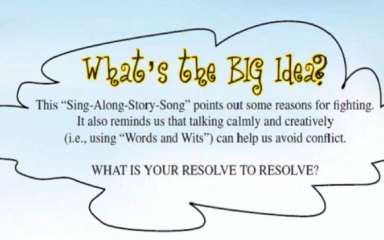 What's the BIG Idea?
This “Sing-Along-Story-Song” points out some reasons for fighting.
It also reminds us that talking calmly and creatively
(i.e., using “Words and Wits”) can help us avoid conflict.
WHAT IS YOUR RESOLVE TO RESOLVE?